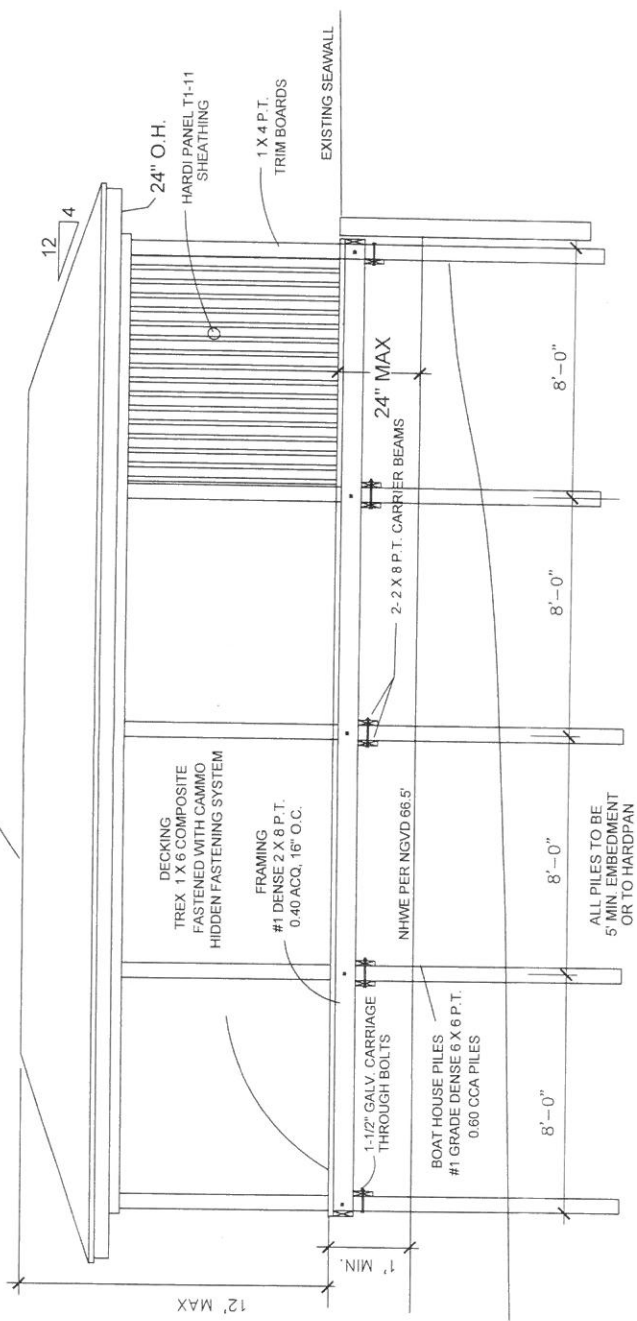 12
4
24" O.H.
HARDI PANEL T1-11
SHEATHING
1 X 4 P.T.
TRIM BOARDS
EXISTING SEAWALL
DECKING
TREX 1 X 6 COMPOSITE
FASTENED WITH CAMMO
HIDDEN FASTENING SYSTEM
FRAMING
#1 DENSE 2 X 8 P.T.
0.40 ACQ, 16" O.C.
12' MAX
1' MIN.
24" MAX
2- 2 X 8 P.T. CARRIER BEAMS
NHWE PER NGVD 66.5'
1-1/2" GALV. CARRIAGE
THROUGH BOLTS
BOAT HOUSE PILES
#1 GRADE DENSE 6 X 6 P.T.
0.60 CCA PILES
8'-0"
8'-0"
8'-0"
8'-0"
ALL PILES TO BE
5' MIN. EMBEDMENT
OR TO HARDPAN